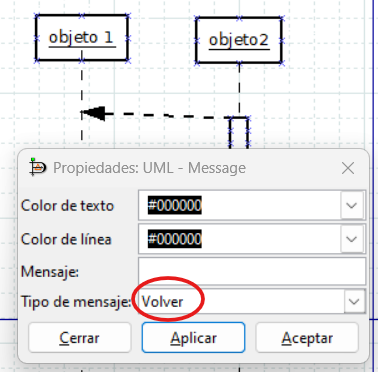 objeto 1
objeto2
Propiedades: UML - Message
Color de texto #000000
Color de línea #000000
Mensaje:
Tipo de mensaje: Volver
Cerrar Aplicar Aceptar